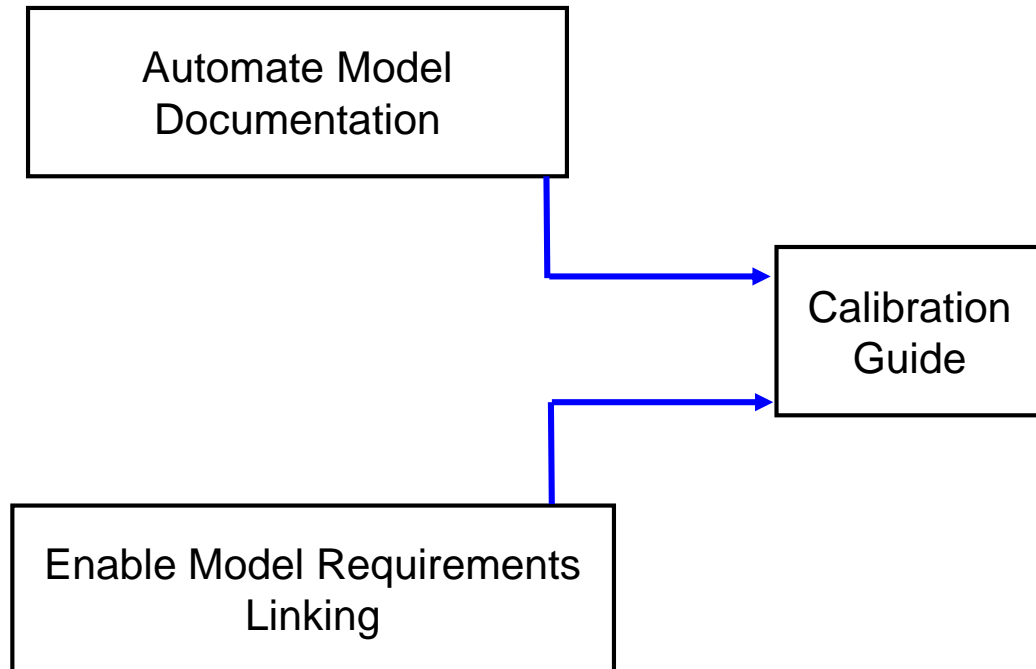 Automate Model
Documentation
Calibration
Guide
Enable Model Requirements
Linking